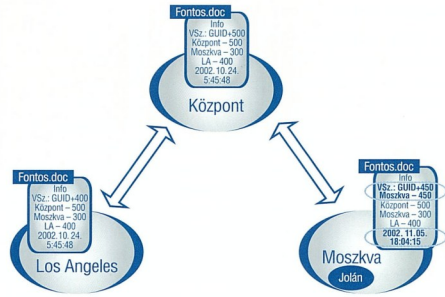 Fontos.doc
Info
VSz.: GUID+500
Központ – 500
Moszkva – 300
LA – 400
2002. 10. 24.
5:45:48
Központ
Fontos.doc
Info
VSz.: GUID+400
Központ – 500
Moszkva – 300
LA – 400
2002. 10. 24.
5:45:48
Los Angeles
Fontos.doc
Info
VSz.: GUID+450
Moszkva – 450
Központ – 500
Moszkva – 300
LA – 400
2002. 11. 05.
18:04:15
Moszkva
Jolán